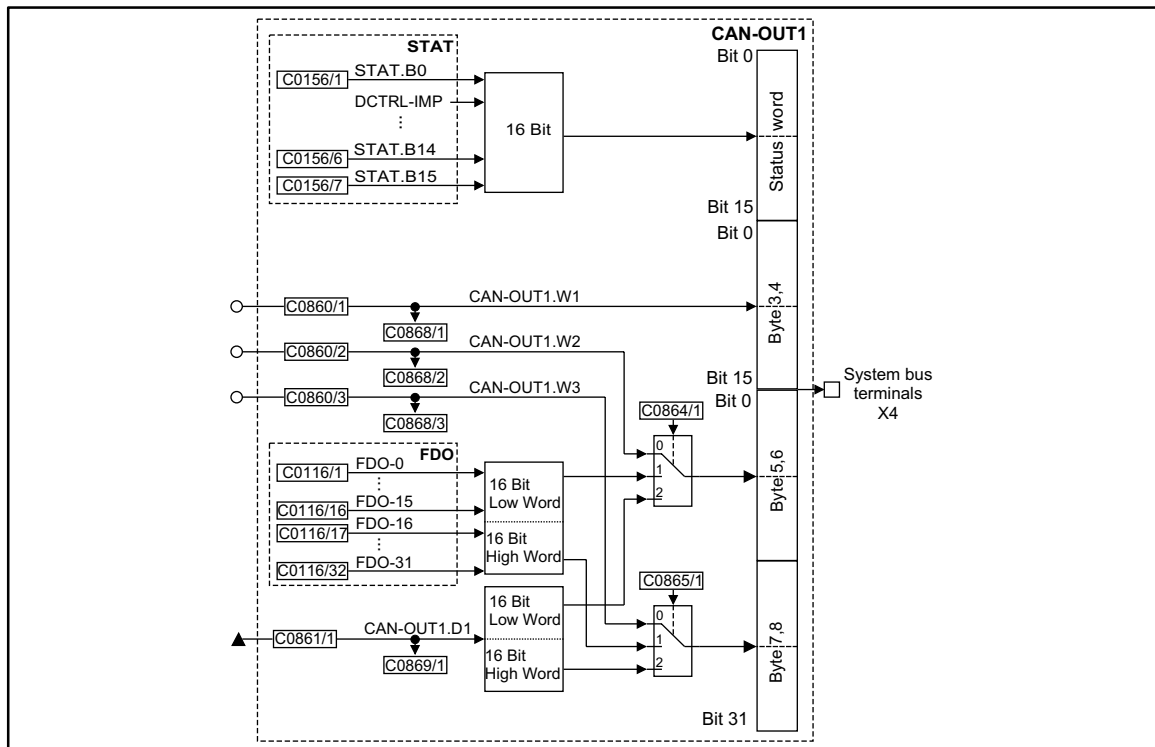 CAN-OUT1
STAT
Bit 0
C0156/1
STAT.B0
DCTRL-IMP
⋮
16 Bit
Status word
C0156/6
STAT.B14
C0156/7
STAT.B15
Bit 15
Bit 0
C0860/1
CAN-OUT1.W1
Byte 3,4
C0868/1
C0860/2
CAN-OUT1.W2
C0868/2
Bit 15
System bus
terminals
X4
C0860/3
CAN-OUT1.W3
Bit 0
C0868/3
C0864/1
FDO
0
1
2
Byte 5,6
C0116/1
FDO-0
⋮
16 Bit
Low Word
C0116/16
FDO-15
C0116/17
FDO-16
⋮
16 Bit
High Word
C0116/32
FDO-31
C0865/1
16 Bit
Low Word
0
1
2
Byte 7,8
C0861/1
CAN-OUT1.D1
C0869/1
16 Bit
High Word
Bit 31